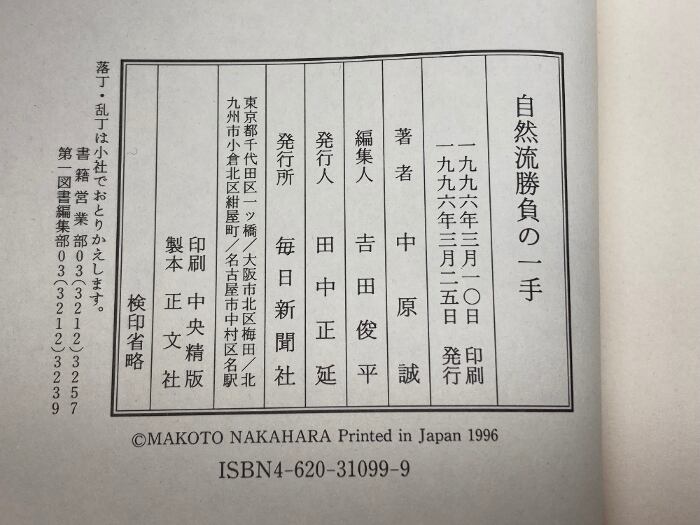 自然流勝負の一手
一九九六年三月一〇日 印刷
一九九六年三月二五日 発行
著者 中原誠
編集人 吉田俊平
発行人 田中正延
発行所 毎日新聞社
東京都千代田区一ッ橋/大阪市北区梅田/北
九州市小倉北区紺屋町/名古屋市中村区名駅
印刷 中央精版
製本 正文社
検印省略
落丁・乱丁は小社でおとりかえします。
書籍営業部03(3212)3257
第一図書編集部03(3212)3239
©MAKOTO NAKAHARA Printed in Japan 1996
ISBN4-620-31099-9